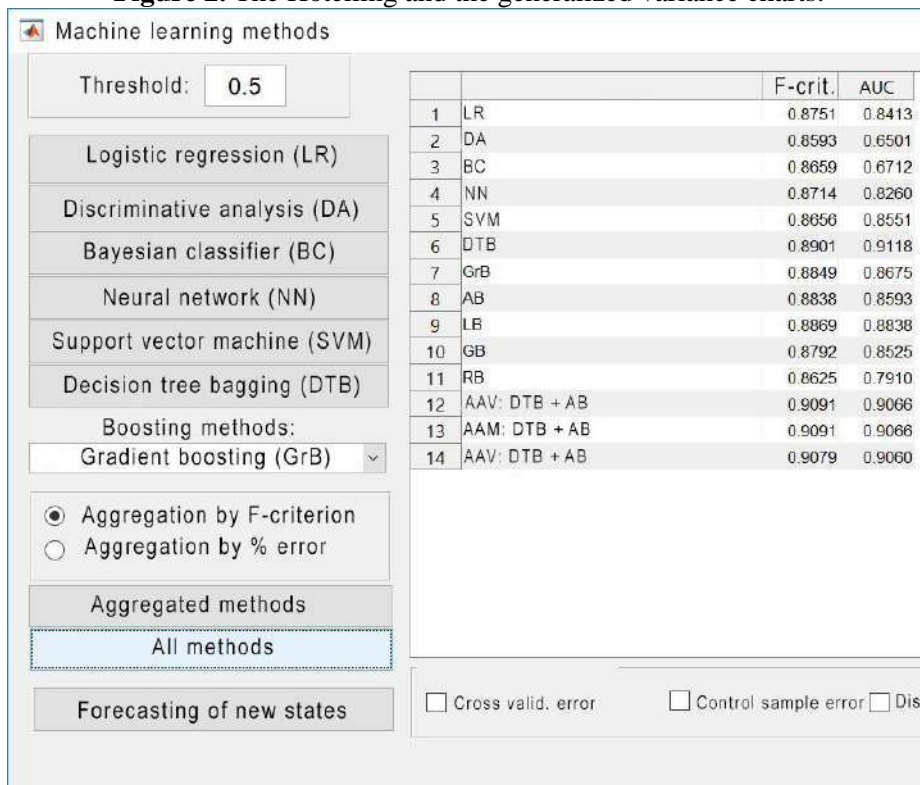 Figure 2. The Hotelling and the generalized variance charts.
Machine learning methods
Threshold: 0.5
Logistic regression (LR)
Discriminative analysis (DA)
Bayesian classifier (BC)
Neural network (NN)
Support vector machine (SVM)
Decision tree bagging (DTB)
Boosting methods:
Gradient boosting (GrB)
Aggregation by F-criterion
Aggregation by % error
Aggregated methods
All methods
Forecasting of new states
F-crit. AUC
1 LR 0.8751 0.8413
2 DA 0.8593 0.6501
3 BC 0.8659 0.6712
4 NN 0.8714 0.8260
5 SVM 0.8656 0.8551
6 DTB 0.8901 0.9118
7 GrB 0.8849 0.8675
8 AB 0.8838 0.8593
9 LB 0.8869 0.8838
10 GB 0.8792 0.8525
11 RB 0.8625 0.7910
12 AAV: DTB + AB 0.9091 0.9066
13 AAM: DTB + AB 0.9091 0.9066
14 AAV: DTB + AB 0.9079 0.9060
Cross valid. error Control sample error Dis